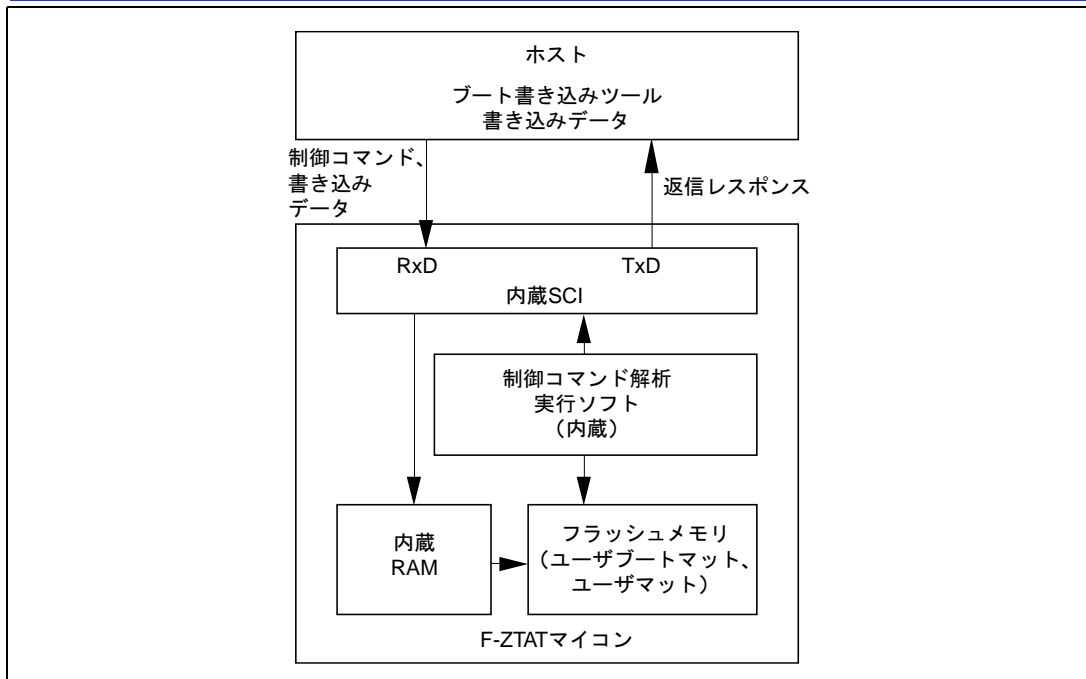 ホスト
ブート書き込みツール
書き込みデータ
制御コマンド、
書き込み
データ
返信レスポンス
RxD
TxD
内蔵SCI
制御コマンド解析
実行ソフト
（内蔵）
内蔵
RAM
フラッシュメモリ
（ユーザブートマット、
ユーザマット）
F-ZTATマイコン